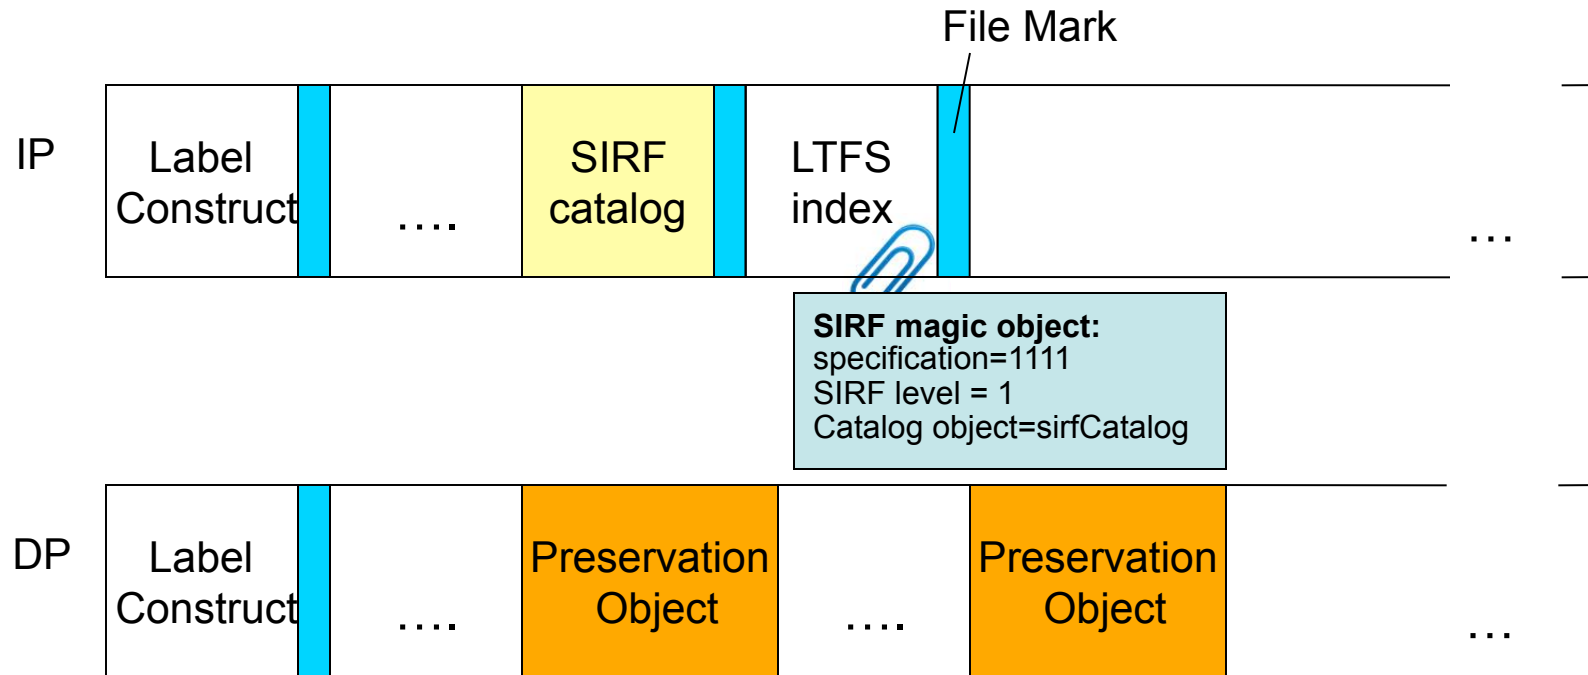 File Mark
IP
Label
Construct
....
SIRF
catalog
LTFS
index
...
SIRF magic object:
specification=1111
SIRF level = 1
Catalog object=sirfCatalog
DP
Label
Construct
....
Preservation
Object
....
Preservation
Object
...